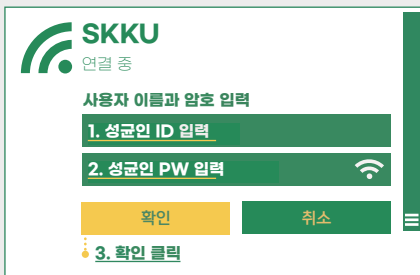 SKKU
연결 중
사용자 이름과 암호 입력
1. 성균인 ID 입력
2. 성균인 PW 입력
확인
취소
3. 확인 클릭